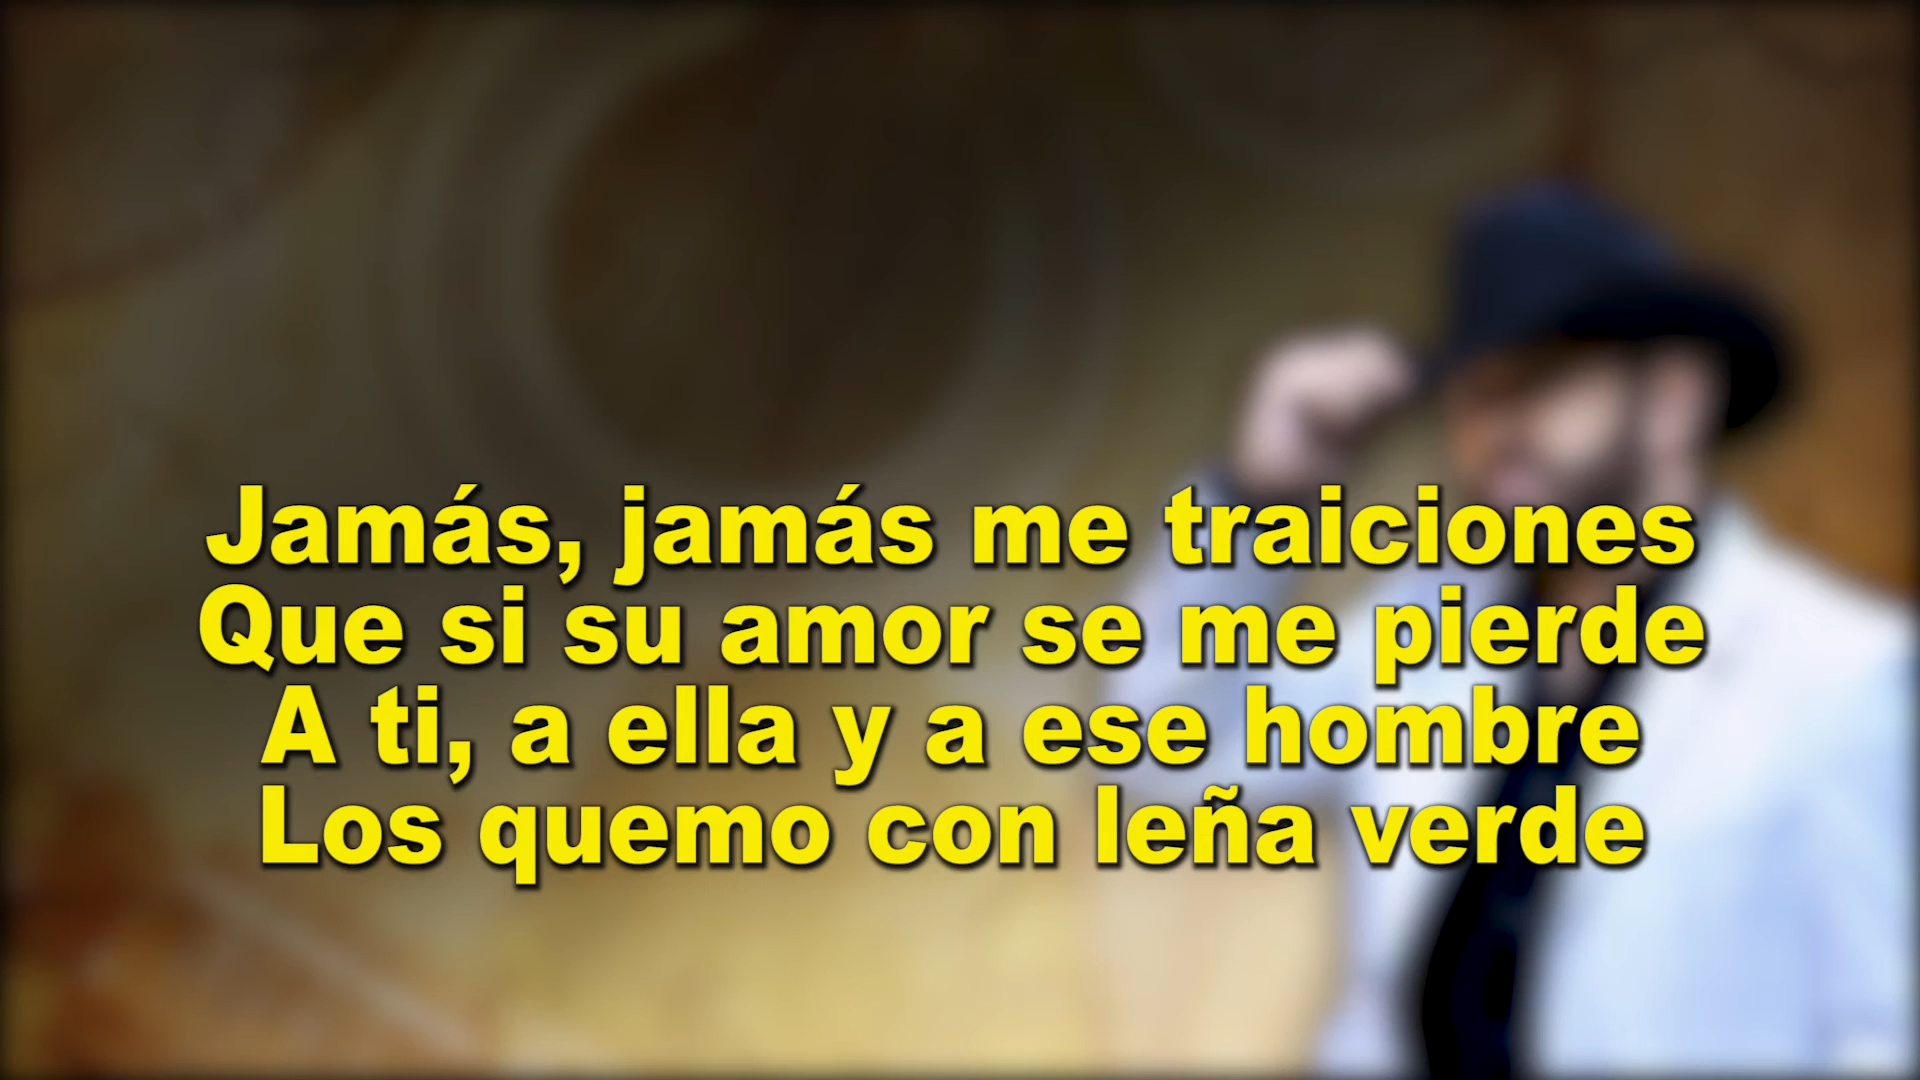 Jamás, jamás me traiciones
Que si su amor se me pierde
A ti, a ella y a ese hombre
Los quemo con leña verde